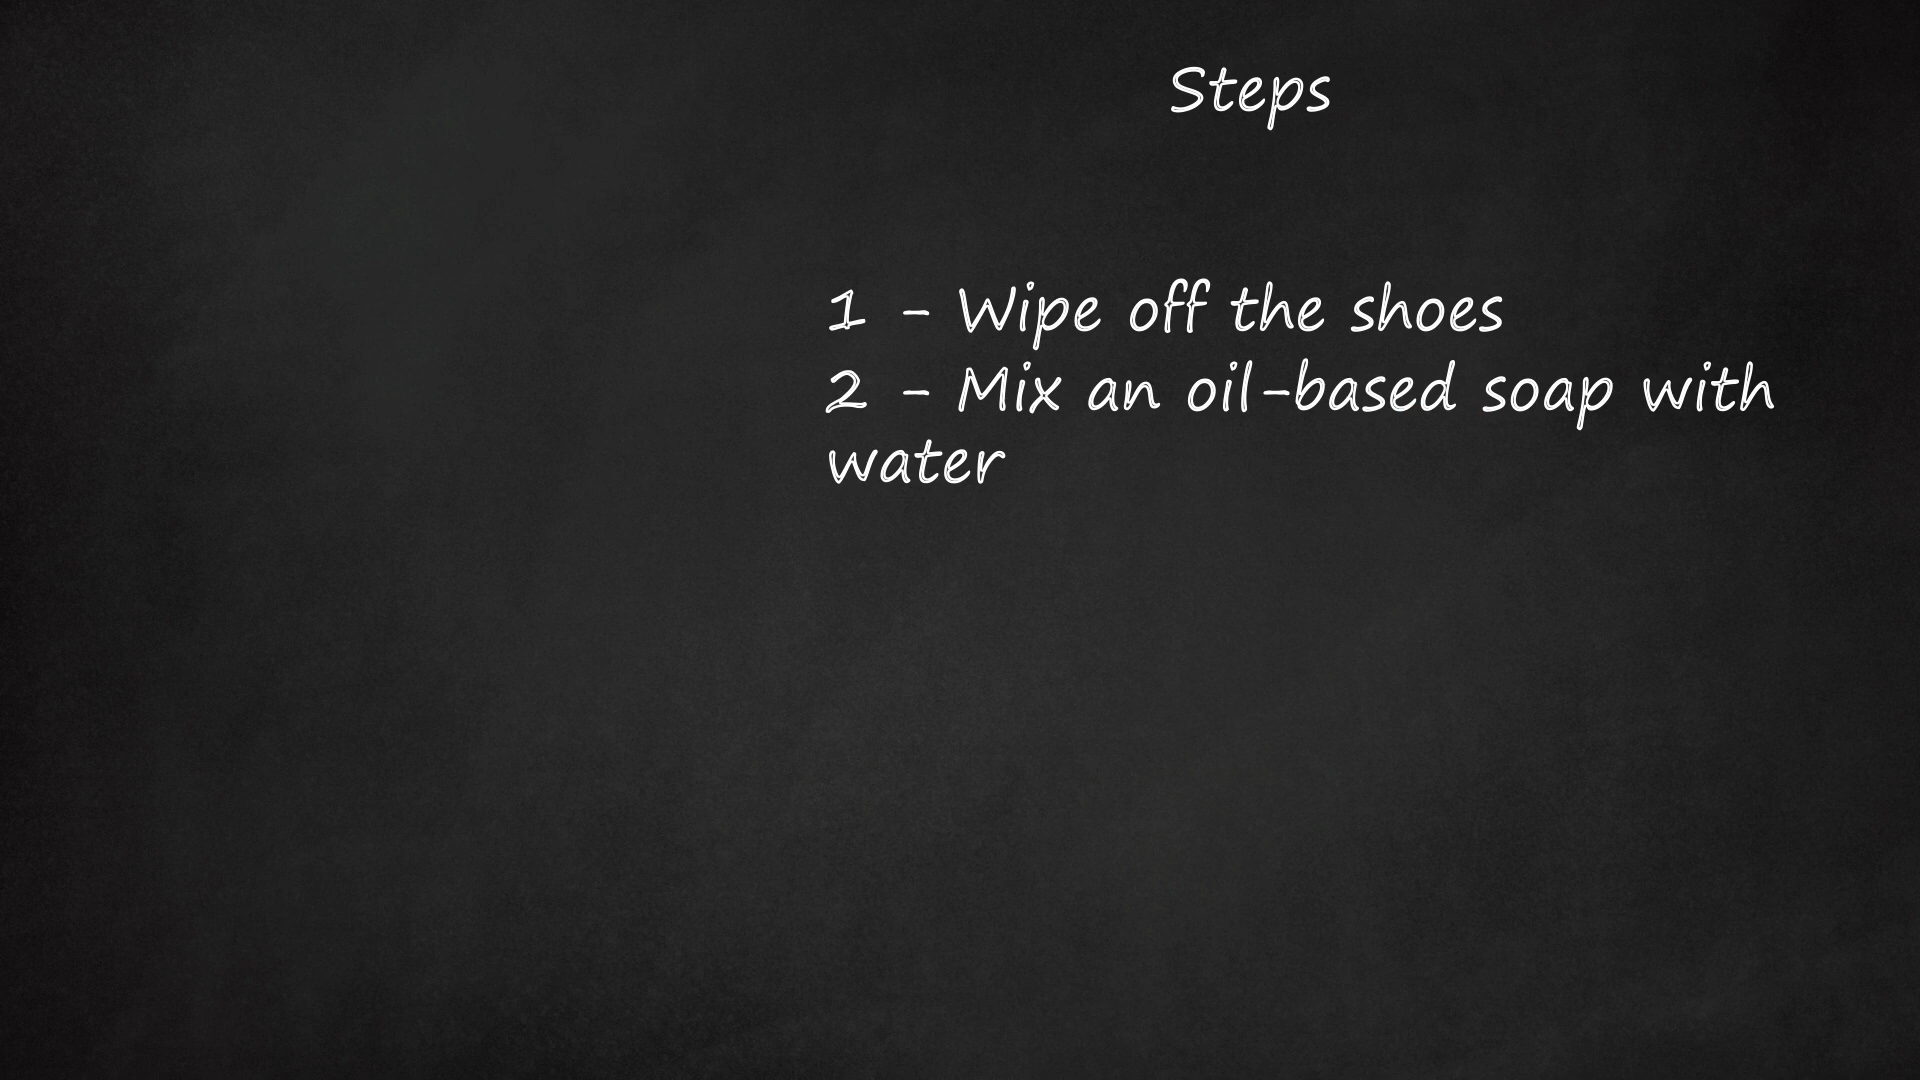 Steps
1 - Wipe off the shoes
2 - Mix an oil-based soap with
water